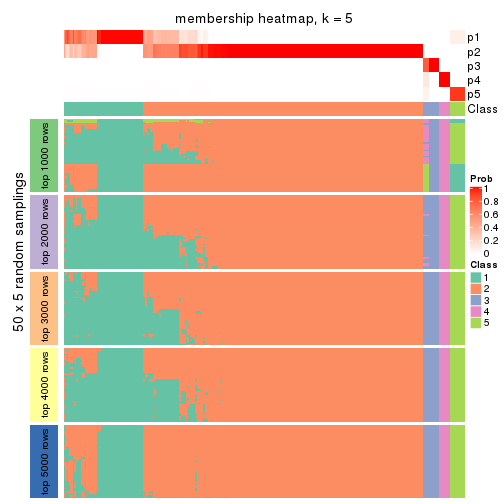 membership heatmap, k = 5
p1
p2
p3
p4
p5
Class
50 x 5 random samplings
top 1000 rows
top 2000 rows
top 3000 rows
top 4000 rows
top 5000 rows
Prob
1
0.8
0.6
0.4
0.2
0
Class
1
2
3
4
5